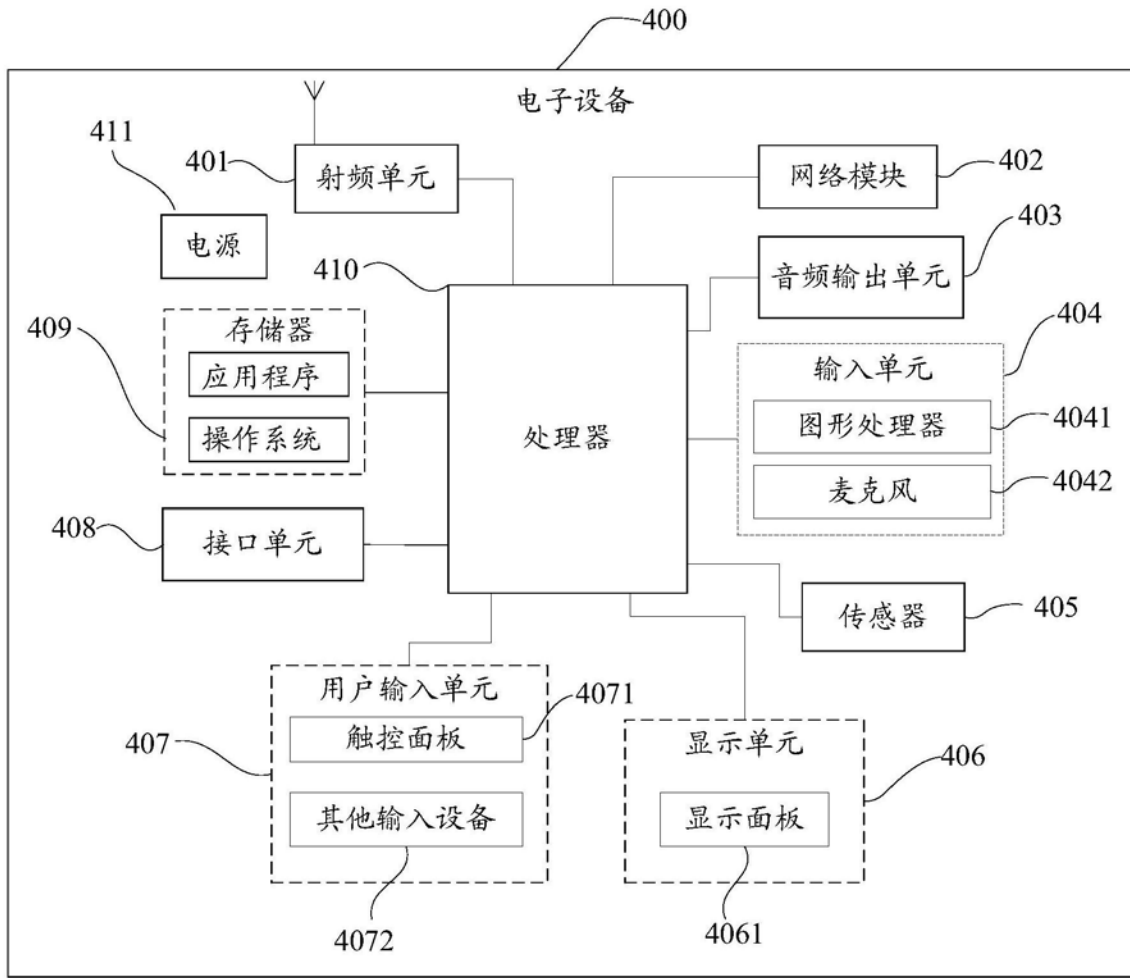 400
电子设备
411
401
射频单元
网络模块
402
电源
410
音频输出单元
403
409
存储器
应用程序
操作系统
处理器
404
输入单元
图形处理器
4041
麦克风
4042
408
接口单元
传感器
405
用户输入单元
4071
407
触控面板
其他输入设备
4072
显示单元
406
显示面板
4061